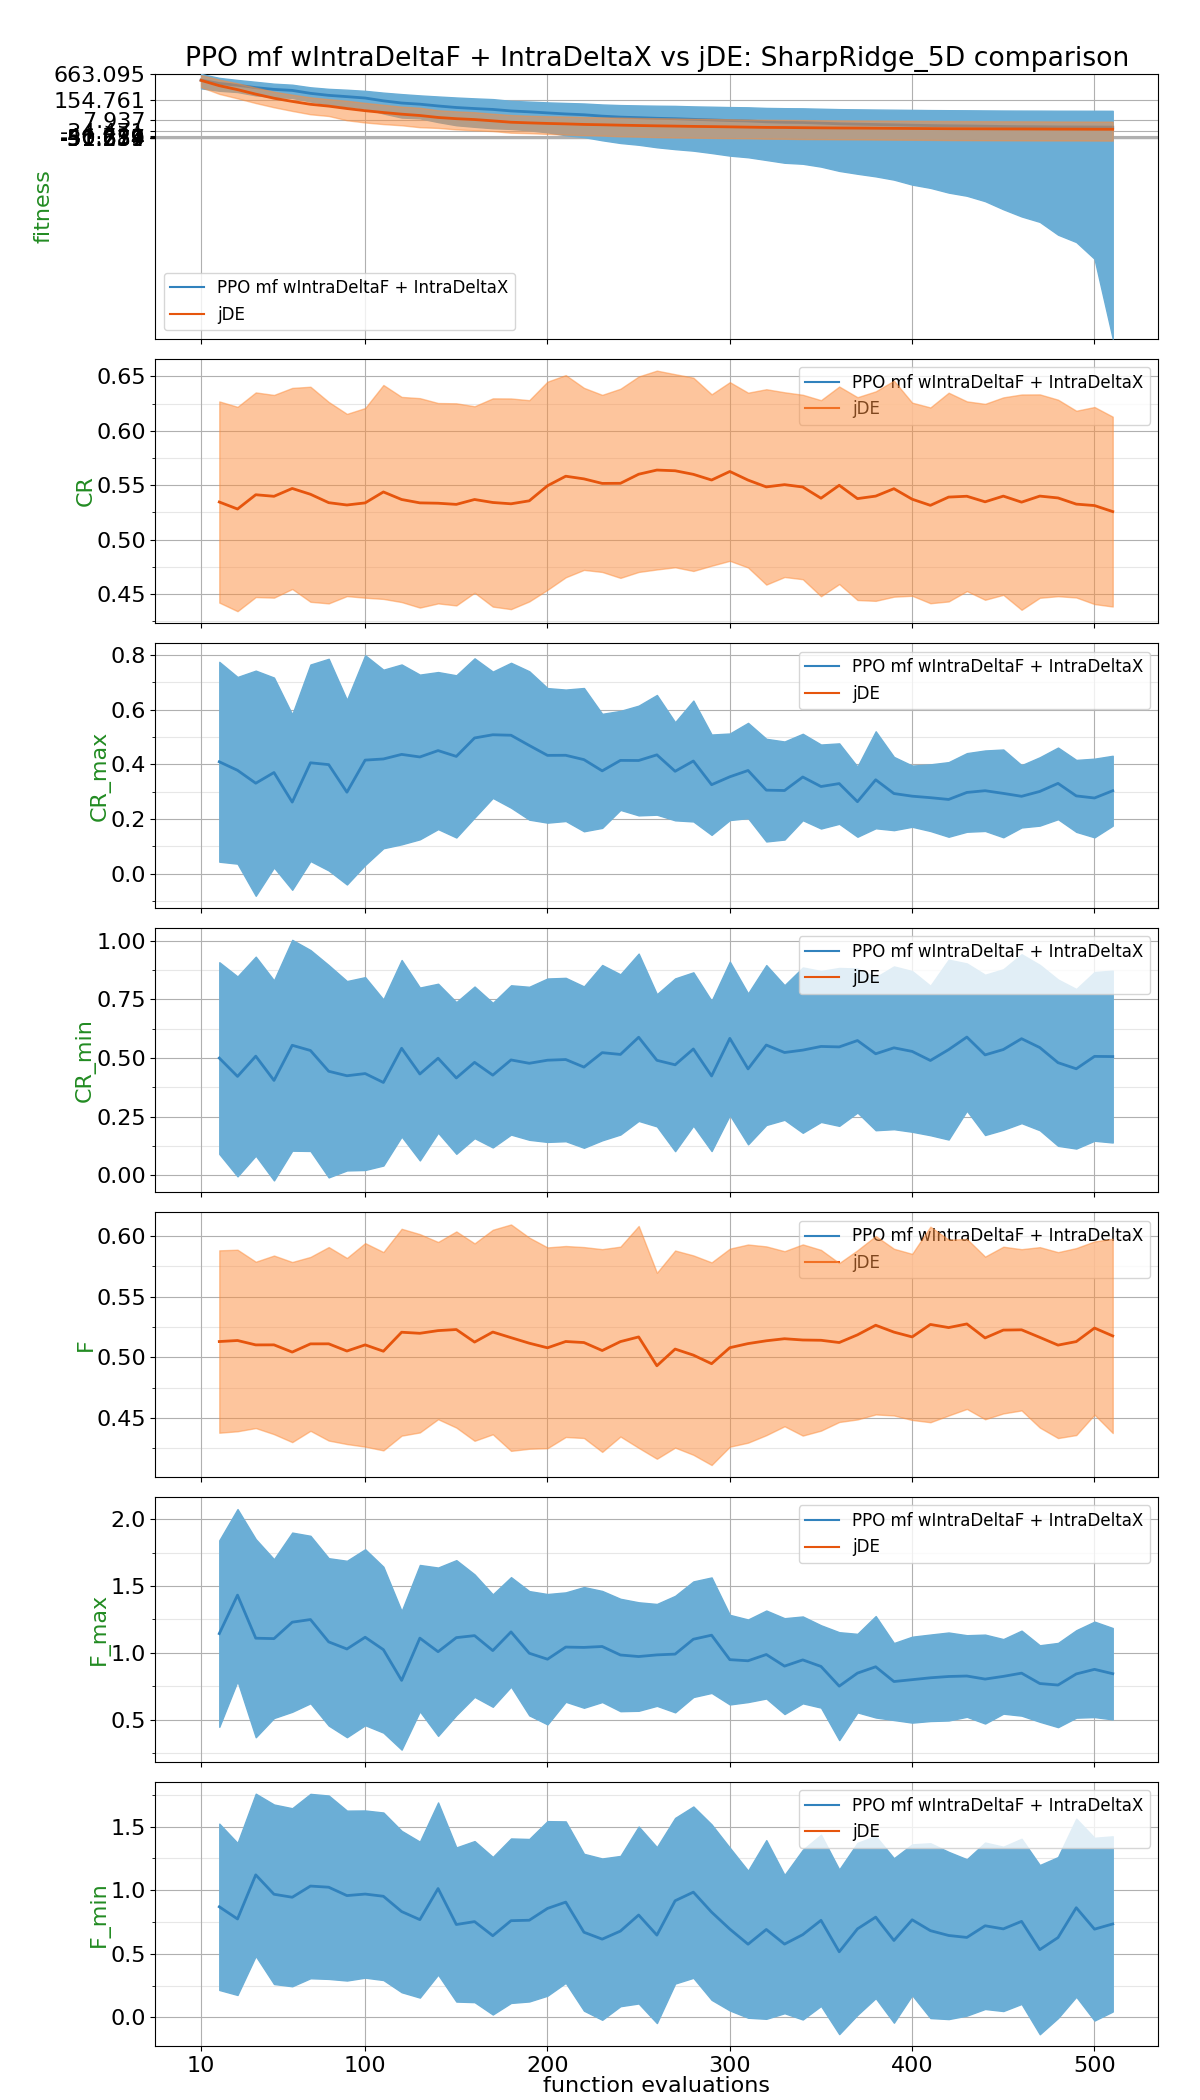 PPO mf wIntraDeltaF + IntraDeltaX vs jDE: SharpRidge_5D comparison
663.095
154.761
7.937
fitness
PPO mf wIntraDeltaF + IntraDeltaX
jDE
0.65
0.60
0.55
0.50
0.45
CR
PPO mf wIntraDeltaF + IntraDeltaX
jDE
0.8
0.6
0.4
0.2
0.0
CR_max
PPO mf wIntraDeltaF + IntraDeltaX
jDE
1.00
0.75
0.50
0.25
0.00
CR_min
PPO mf wIntraDeltaF + IntraDeltaX
jDE
0.60
0.55
0.50
0.45
F
PPO mf wIntraDeltaF + IntraDeltaX
jDE
2.0
1.5
1.0
0.5
F_max
PPO mf wIntraDeltaF + IntraDeltaX
jDE
1.5
1.0
0.5
0.0
F_min
PPO mf wIntraDeltaF + IntraDeltaX
jDE
10 100 200 300 400 500
function evaluations